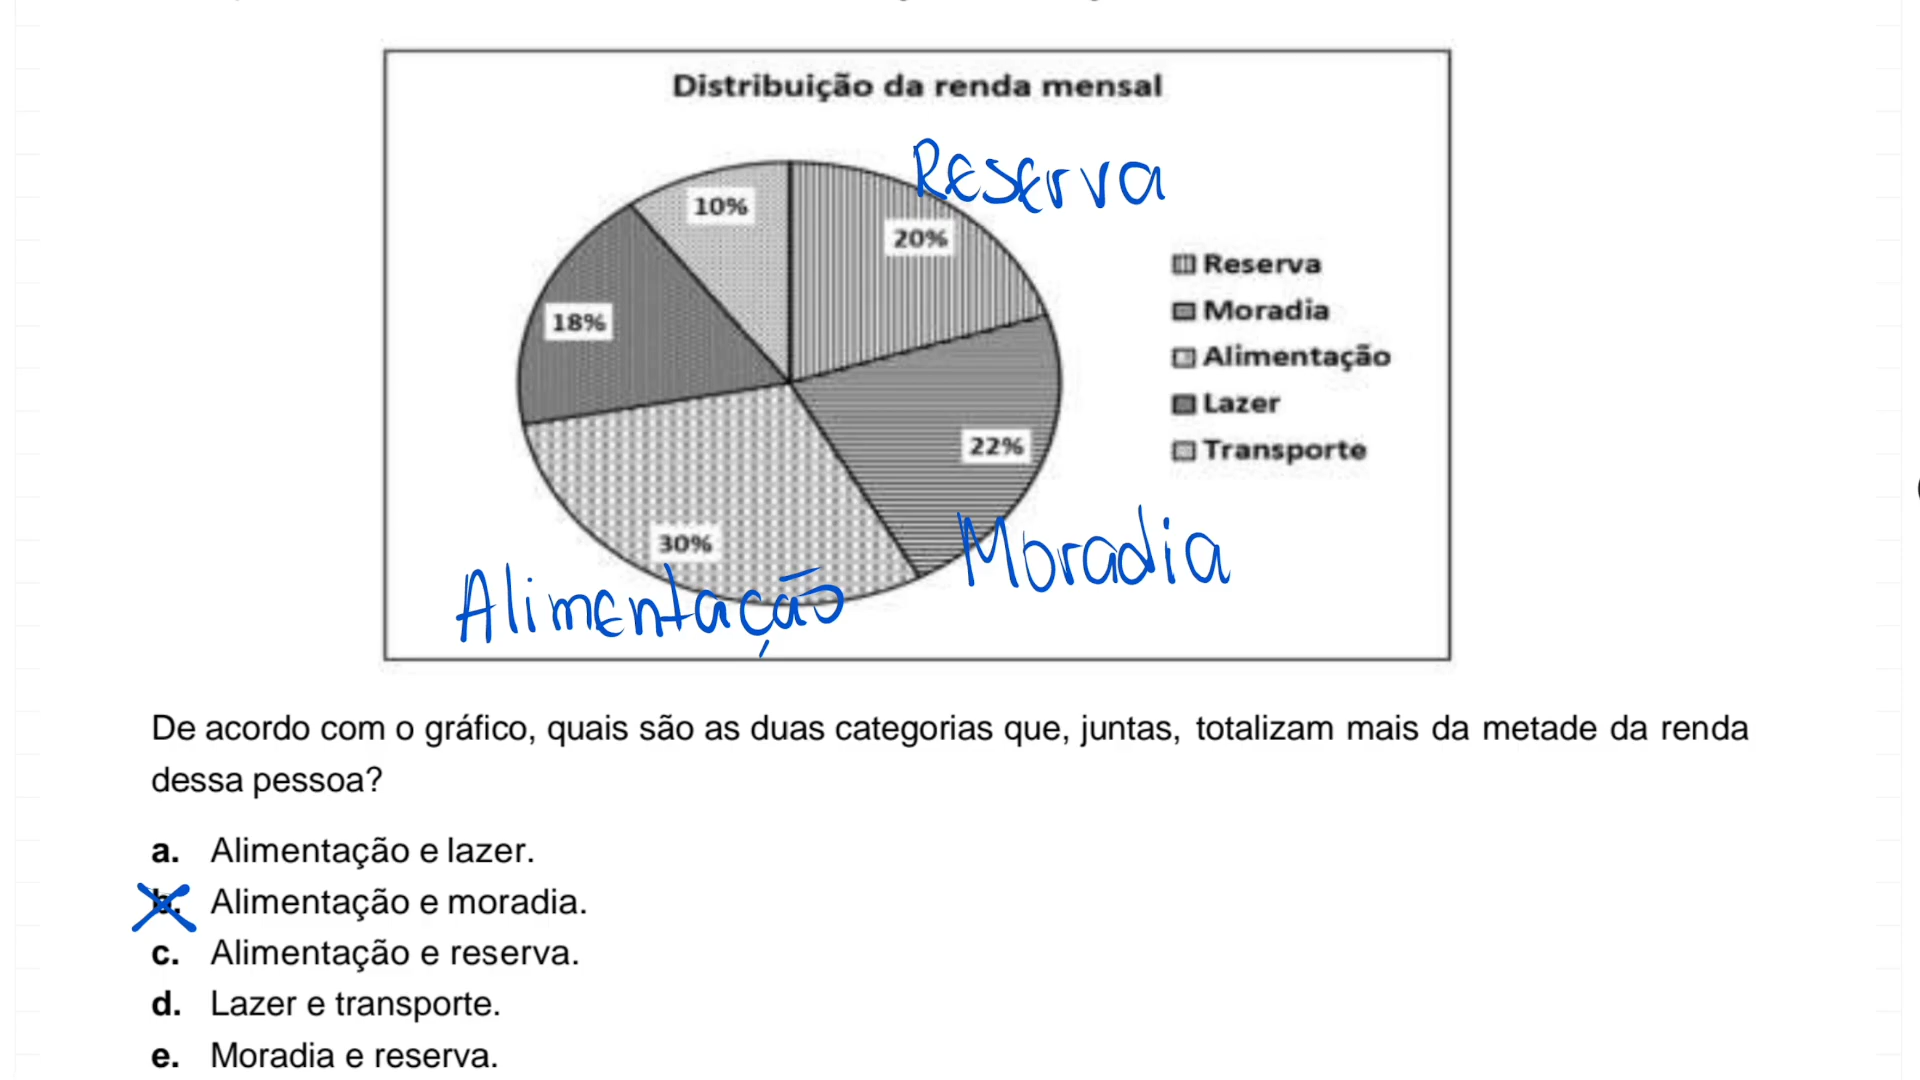 Distribuição da renda mensal
Reserva
10%
20%
Reserva
18%
Moradia
Alimentação
Lazer
22%
Transporte
30%
Moradia
Alimentação
De acordo com o gráfico, quais são as duas categorias que, juntas, totalizam mais da metade da renda
dessa pessoa?
a. Alimentação e lazer.
b. Alimentação e moradia.
c. Alimentação e reserva.
d. Lazer e transporte.
e. Moradia e reserva.